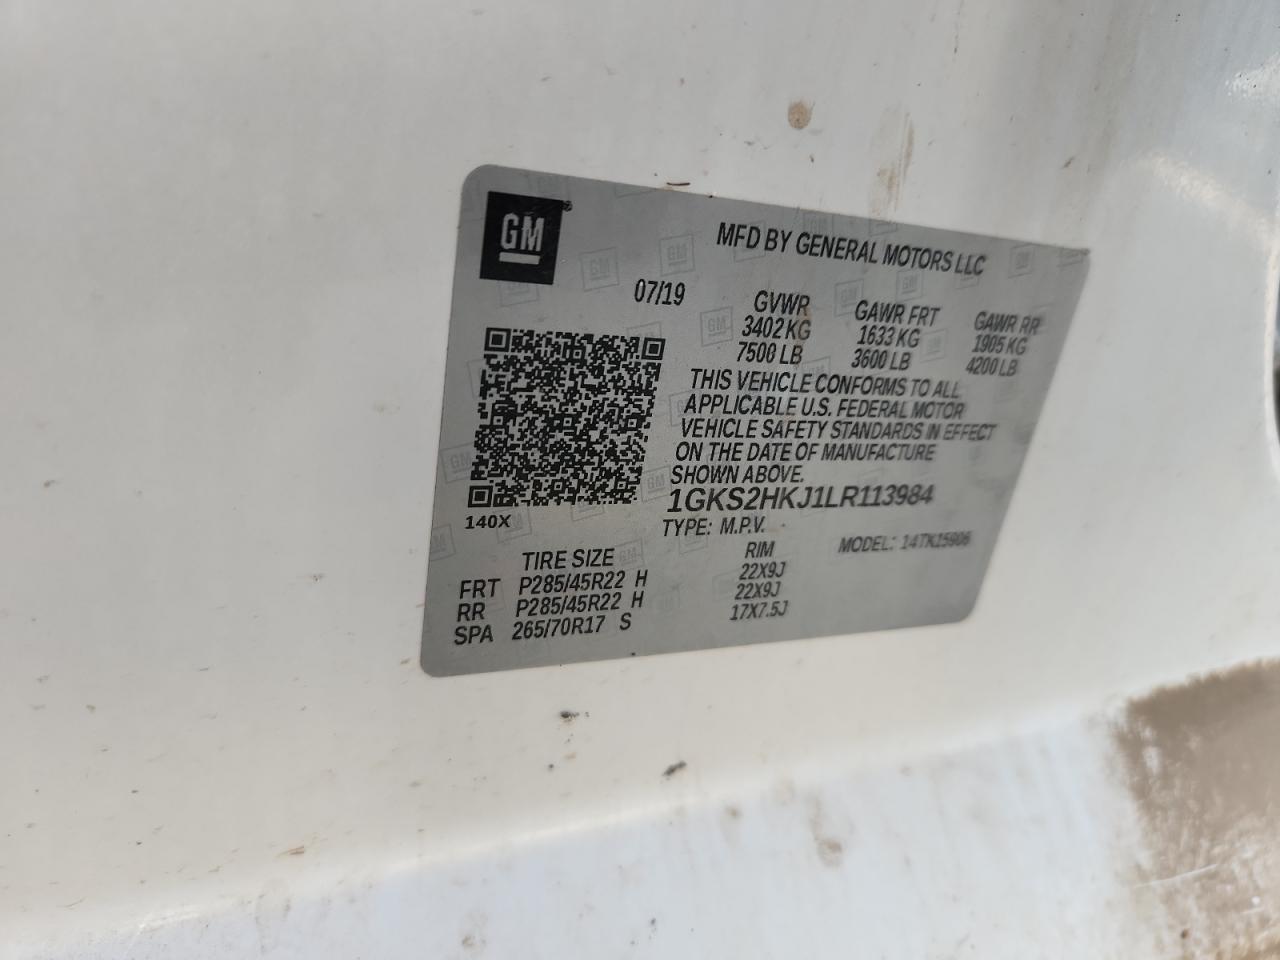 GM
MFD BY GENERAL MOTORS LLC
07/19
GVWR GAWR FRT GAWR RR
3402 KG 1633 KG 1905 KG
7500 LB 3600 LB 4200 LB
THIS VEHICLE CONFORMS TO ALL
APPLICABLE U.S. FEDERAL MOTOR
VEHICLE SAFETY STANDARDS IN EFFECT
ON THE DATE OF MANUFACTURE
SHOWN ABOVE.
1GKS2HKJ1LR113984
140X
TYPE: M.P.V. MODEL: 14TK15906
TIRE SIZE RIM
FRT P285/45R22 H 22X9J
RR P285/45R22 H 22X9J
SPA 265/70R17 S 17X7.5J